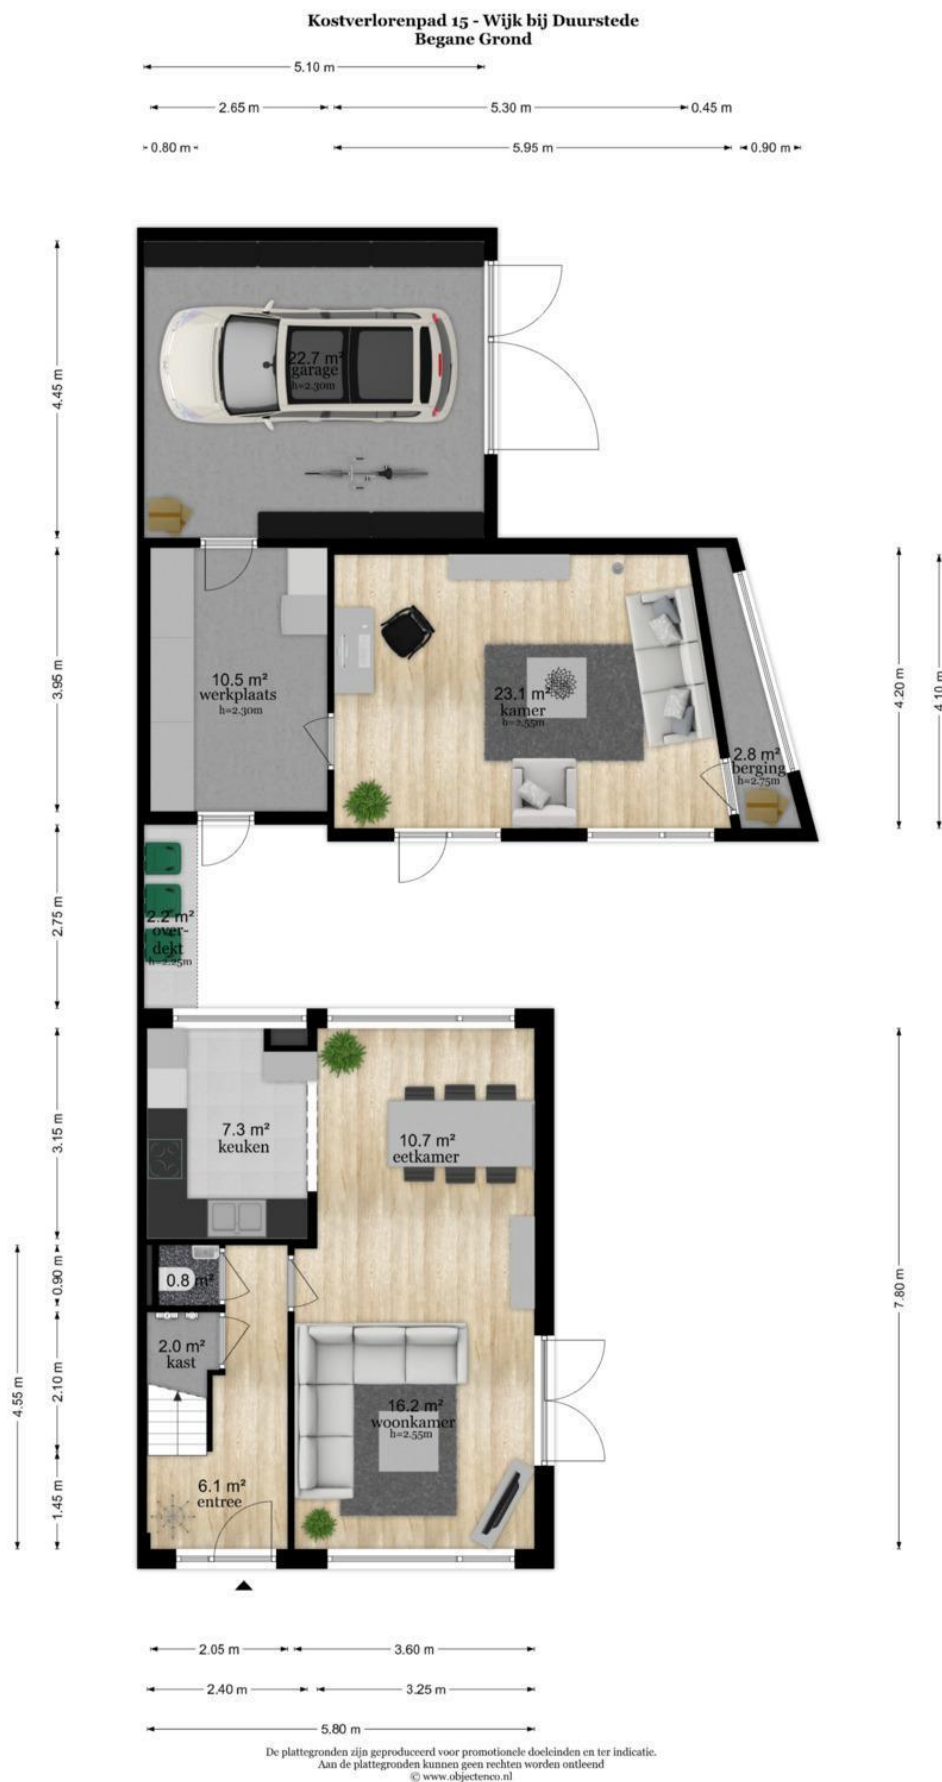 Kostverlorenpad 15 - Wijk bij Duurstede
Begane Grond
5.10 m
2.65 m
5.30 m
0.45 m
0.80 m
5.95 m
0.90 m
4.45 m
22.7 m²
garage
h=2.30m
3.95 m
10.5 m²
werkplaats
h=2.30m
23.1 m²
kamer
h=2.55m
2.8 m²
berging
h=2.75m
4.20 m
4.10 m
2.75 m
2.2 m²
over-
dekt
h=2.25m
3.15 m
7.3 m²
keuken
10.7 m²
eetkamer
0.90 m
0.8 m²
7.80 m
2.0 m²
kast
2.10 m
4.55 m
16.2 m²
woonkamer
h=2.55m
1.45 m
6.1 m²
entree
2.05 m
3.60 m
2.40 m
3.25 m
5.80 m
De plattegronden zijn geproduceerd voor promotionele doeleinden en ter indicatie.
Aan de plattegronden kunnen geen rechten worden ontleend
© www.objectenco.nl